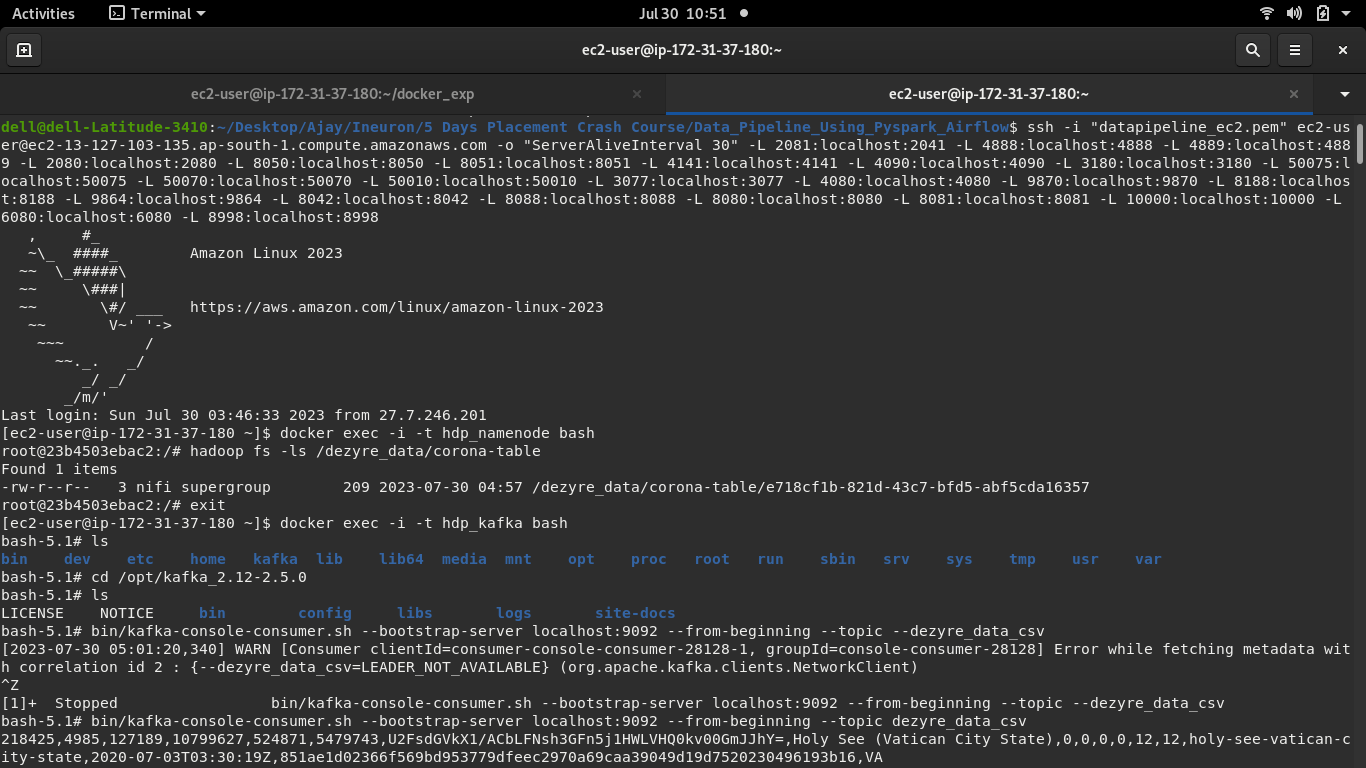 Activities Terminal Jul 30 10:51
ec2-user@ip-172-31-37-180:~
ec2-user@ip-172-31-37-180:~/docker_exp ec2-user@ip-172-31-37-180:~
dell@dell-Latitude-3410:~/Desktop/Ajay/Ineuron/5 Days Placement Crash Course/Data_Pipeline_Using_Pyspark_Airflow$ ssh -i "datapipeline_ec2.pem" ec2-us
er@ec2-13-127-103-135.ap-south-1.compute.amazonaws.com -o "ServerAliveInterval 30" -L 2081:localhost:2041 -L 4888:localhost:4888 -L 4889:localhost:488
9 -L 2080:localhost:2080 -L 8050:localhost:8050 -L 8051:localhost:8051 -L 4141:localhost:4141 -L 4090:localhost:4090 -L 3180:localhost:3180 -L 50075:l
ocalhost:50075 -L 50070:localhost:50070 -L 50010:localhost:50010 -L 3077:localhost:3077 -L 4080:localhost:4080 -L 9870:localhost:9870 -L 8188:localhos
t:8188 -L 9864:localhost:9864 -L 8042:localhost:8042 -L 8088:localhost:8088 -L 8080:localhost:8080 -L 8081:localhost:8081 -L 10000:localhost:10000 -L
6080:localhost:6080 -L 8998:localhost:8998
   ,     #_
   ~\_  ####_        Amazon Linux 2023
  ~~  \_#####\
  ~~     \###|
  ~~       \#/ ___   https://aws.amazon.com/linux/amazon-linux-2023
   ~~       V~' '->
    ~~~         /
      ~~._.   _/
         _/ _/
       _/m/'
Last login: Sun Jul 30 03:46:33 2023 from 27.7.246.201
[ec2-user@ip-172-31-37-180 ~]$ docker exec -i -t hdp_namenode bash
root@23b4503ebac2:/# hadoop fs -ls /dezyre_data/corona-table
Found 1 items
-rw-r--r--   3 nifi supergroup        209 2023-07-30 04:57 /dezyre_data/corona-table/e718cf1b-821d-43c7-bfd5-abf5cda16357
root@23b4503ebac2:/# exit
[ec2-user@ip-172-31-37-180 ~]$ docker exec -i -t hdp_kafka bash
bash-5.1# ls
bin    dev    etc    home   kafka  lib    lib64  media  mnt    opt    proc   root   run    sbin   srv    sys    tmp    usr    var
bash-5.1# cd /opt/kafka_2.12-2.5.0
bash-5.1# ls
LICENSE    NOTICE     bin        config     libs       logs       site-docs
bash-5.1# bin/kafka-console-consumer.sh --bootstrap-server localhost:9092 --from-beginning --topic --dezyre_data_csv
[2023-07-30 05:01:20,340] WARN [Consumer clientId=consumer-console-consumer-28128-1, groupId=console-consumer-28128] Error while fetching metadata wit
h correlation id 2 : {--dezyre_data_csv=LEADER_NOT_AVAILABLE} (org.apache.kafka.clients.NetworkClient)
^Z
[1]+  Stopped                 bin/kafka-console-consumer.sh --bootstrap-server localhost:9092 --from-beginning --topic --dezyre_data_csv
bash-5.1# bin/kafka-console-consumer.sh --bootstrap-server localhost:9092 --from-beginning --topic dezyre_data_csv
218425,4985,127189,10799627,524871,5479743,U2FsdGVkX1/ACbLFNsh3GFn5j1HWLVHQ0kv00GmJJhY=,Holy See (Vatican City State),0,0,0,0,12,12,holy-see-vatican-c
ity-state,2020-07-03T03:30:19Z,851ae1d02366f569bd953779dfeec2970a69caa39049d19d7520230496193b16,VA